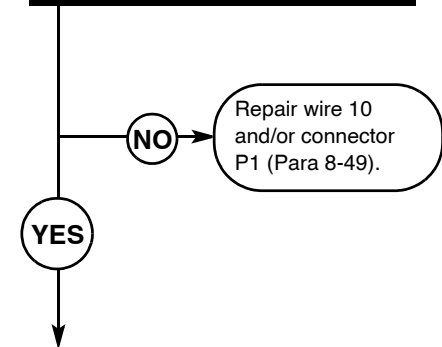 NO
Repair wire 10
and/or connector
P1 (Para 8-49).
YES